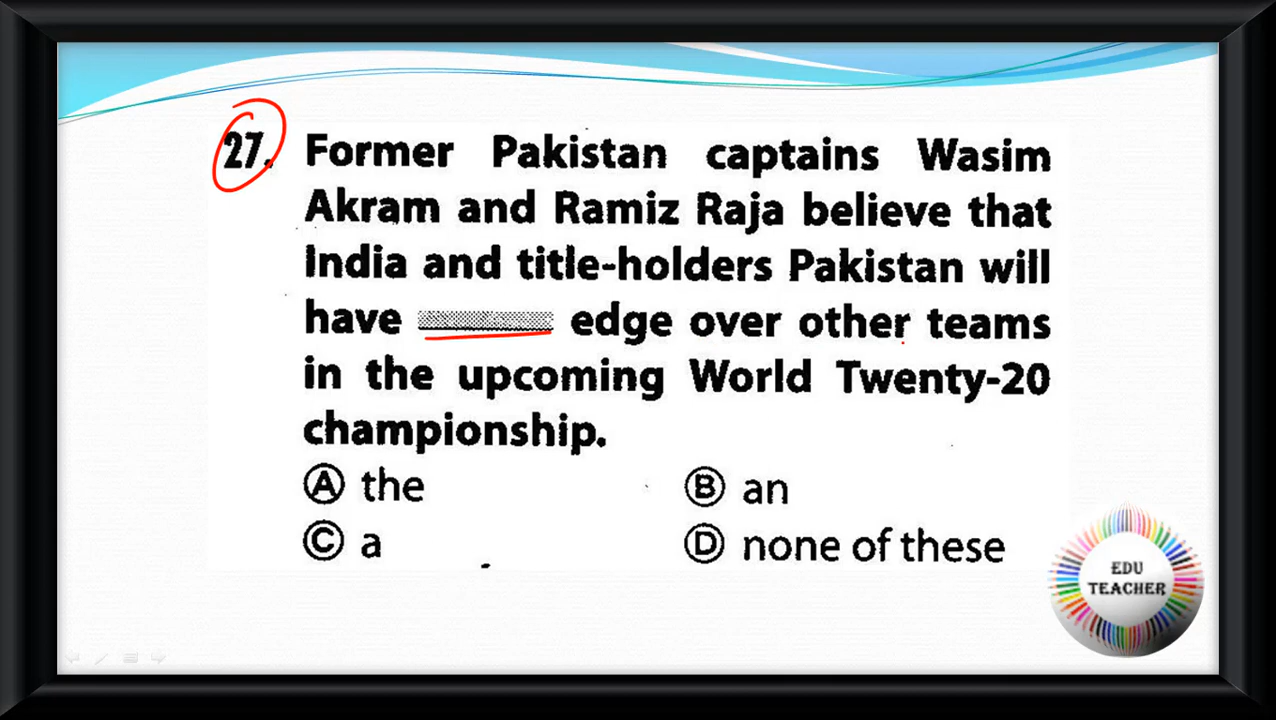 27. Former Pakistan captains Wasim
Akram and Ramiz Raja believe that
India and title-holders Pakistan will
have ______ edge over other teams
in the upcoming World Twenty-20
championship.
Ⓐ the Ⓑ an
Ⓒ a Ⓓ none of these
EDU
TEACHER